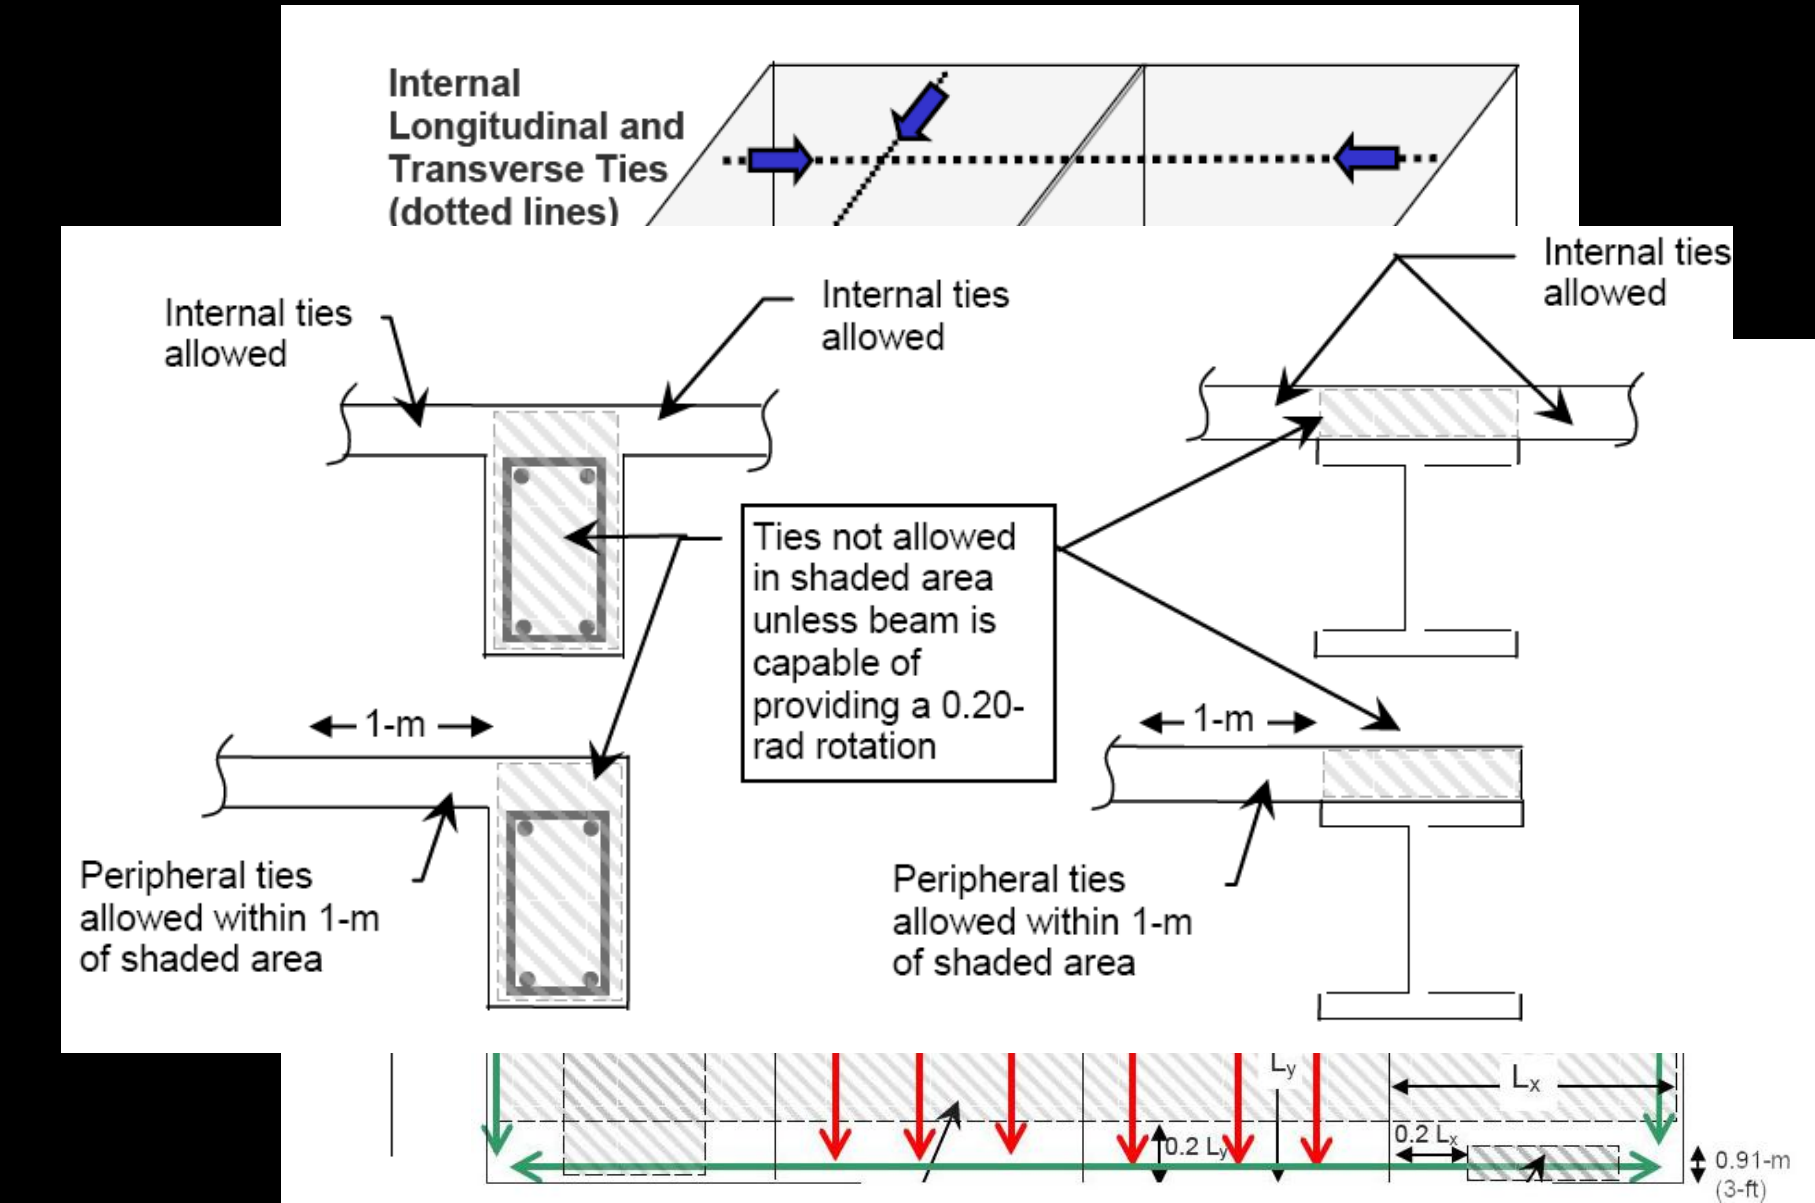 Internal
Longitudinal and
Transverse Ties
(dotted lines)
Internal ties
allowed
Internal ties
allowed
Internal ties
allowed
Ties not allowed
in shaded area
unless beam is
capable of
providing a 0.20-
rad rotation
1-m
1-m
Peripheral ties
allowed within 1-m
of shaded area
Peripheral ties
allowed within 1-m
of shaded area
Ly
Lx
0.2 Ly
0.2 Lx
0.91-m
(3-ft)